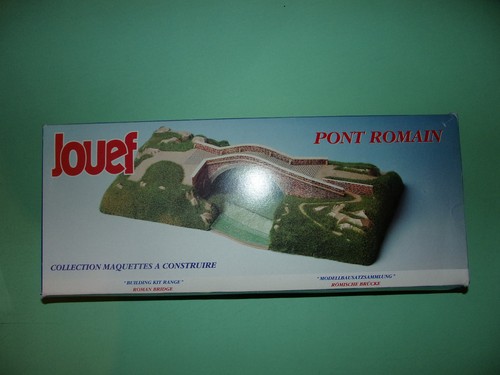 Jouef
PONT ROMAIN
COLLECTION MAQUETTES A CONSTRUIRE
"BUILDING KIT RANGE"
ROMAN BRIDGE
"MODELLBAUSATZSAMMLUNG"
RÖMISCHE BRÜCKE